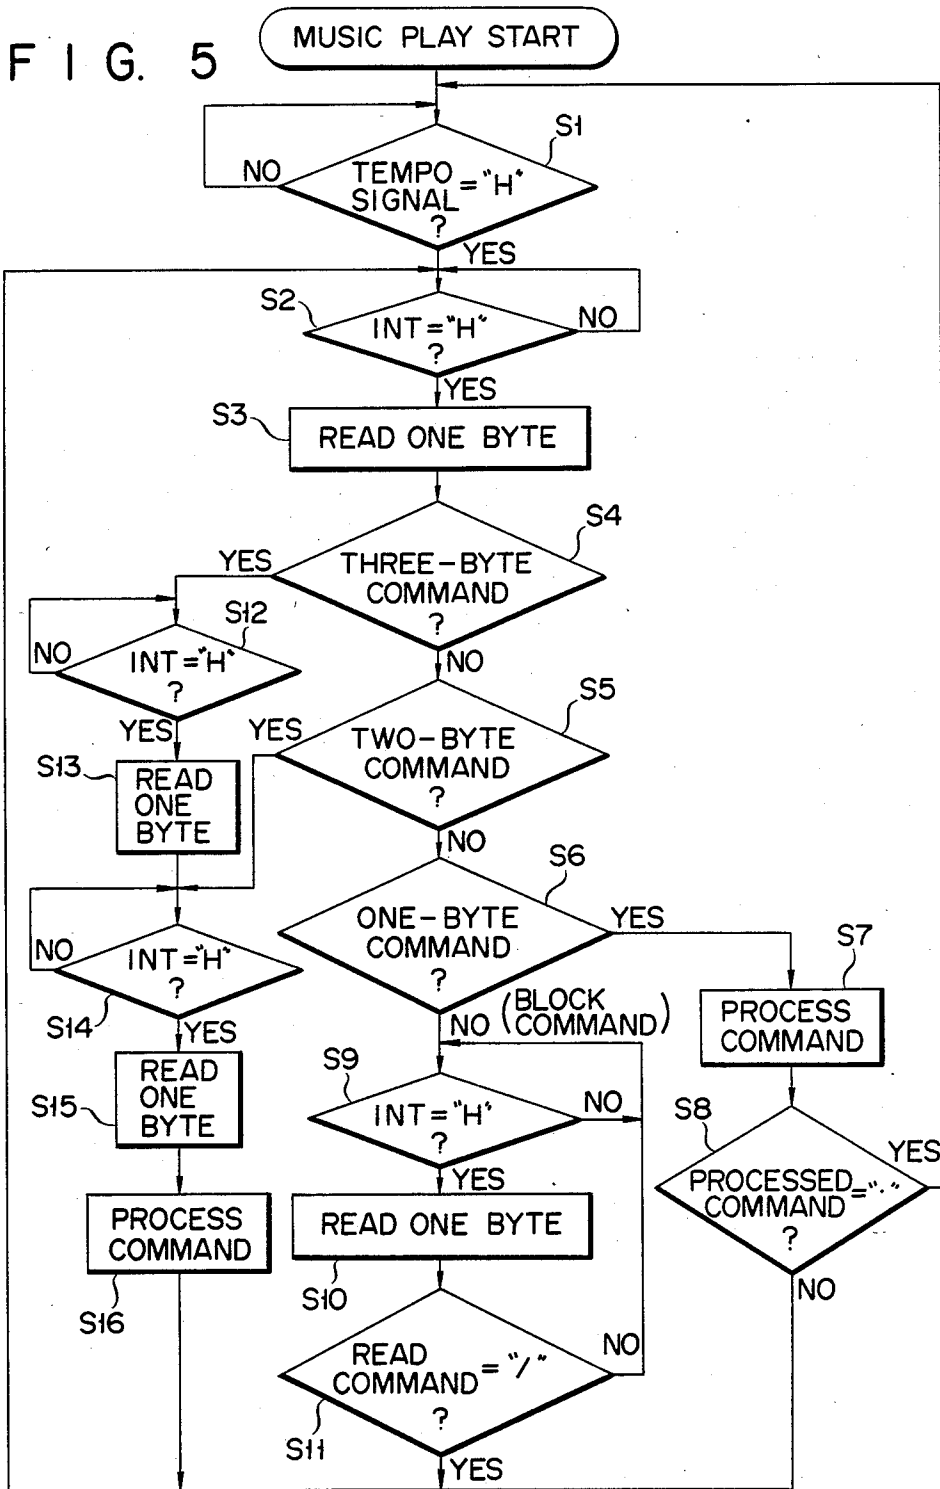 FIG. 5
MUSIC PLAY START
S1
NO
TEMPO
SIGNAL = "H"
?
YES
S2
INT = "H"
?
NO
YES
S3
READ ONE BYTE
S4
YES
THREE-BYTE
COMMAND
?
NO
S12
NO
INT = "H"
?
YES
S5
YES
TWO-BYTE
COMMAND
?
NO
S13
READ
ONE
BYTE
S6
ONE-BYTE
COMMAND
?
YES
NO (BLOCK
COMMAND)
NO
INT = "H"
?
S14
YES
S7
PROCESS
COMMAND
S9
INT = "H"
?
NO
YES
READ
ONE
BYTE
S15
S8
YES
PROCESSED
COMMAND = "."
?
NO
READ ONE BYTE
S10
PROCESS
COMMAND
S16
READ
COMMAND = "/"
?
NO
S11
YES